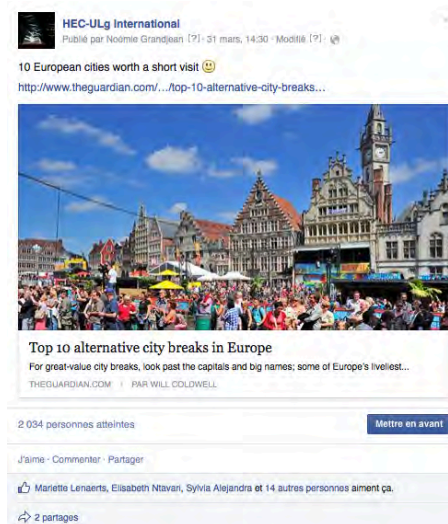 HEC-ULg International
Publié par Noémie Grandjean [?] · 31 mars, 14:30 · Modifié [?] ·
10 European cities worth a short visit
http://www.theguardian.com/.../top-10-alternative-city-breaks...
Top 10 alternative city breaks in Europe
For great-value city breaks, look past the capitals and big names; some of Europe's liveliest...
THEGUARDIAN.COM | PAR WILL COLDWELL
2 034 personnes atteintes
Mettre en avant
J'aime · Commenter · Partager
Mariette Lenaerts, Elisabeth Ntavari, Sylvia Alejandra et 14 autres personnes aiment ça.
2 partages